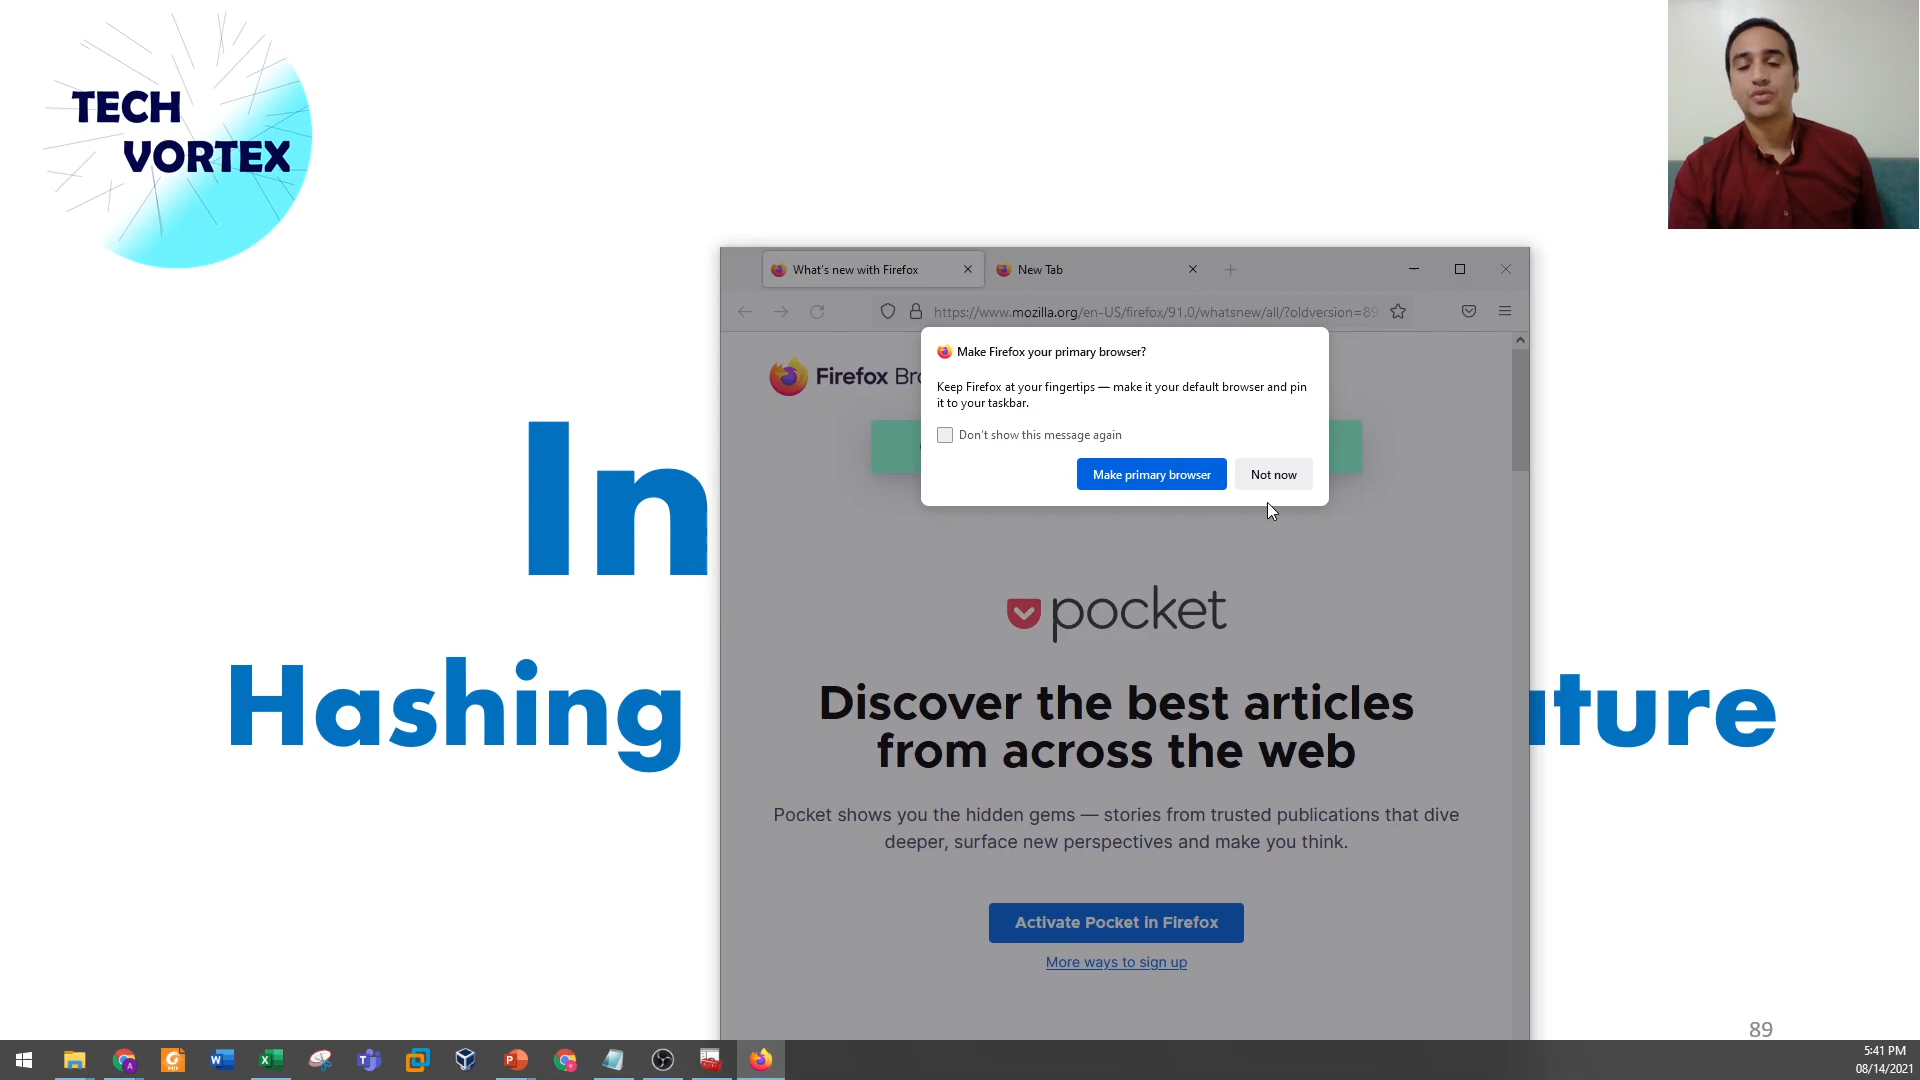 TECH
VORTEX
What's new with Firefox
New Tab
https://www.mozilla.org/en-US/firefox/91.0/whatsnew/all/?oldversion=89
Make Firefox your primary browser?
Firefox
Keep Firefox at your fingertips — make it your default browser and pin
it to your taskbar.
Don't show this message again
Make primary browser
Not now
In
pocket
Hashing
ture
Discover the best articles
from across the web
Pocket shows you the hidden gems — stories from trusted publications that dive
deeper, surface new perspectives and make you think.
Activate Pocket in Firefox
More ways to sign up
89
5:41 PM
08/14/2021